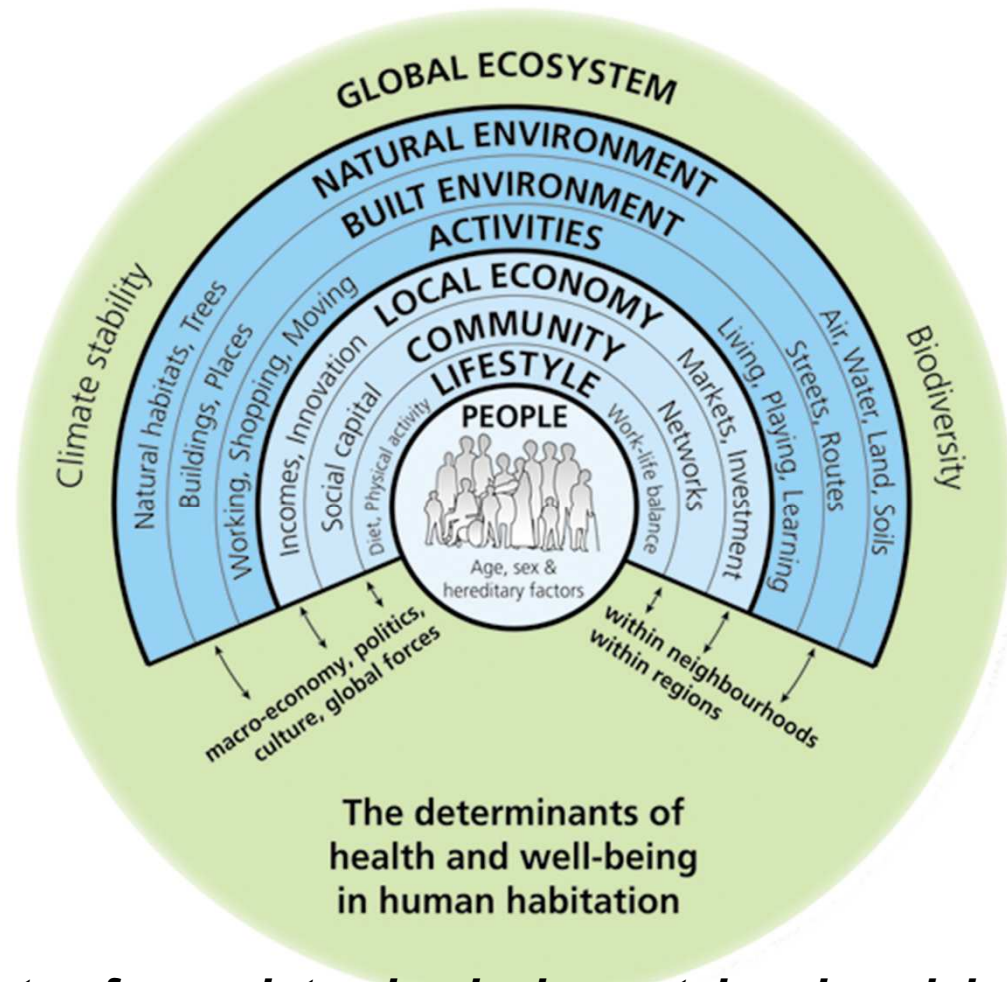 GLOBAL ECOSYSTEM
NATURAL ENVIRONMENT
BUILT ENVIRONMENT
ACTIVITIES
LOCAL ECONOMY
COMMUNITY
LIFESTYLE
PEOPLE
Age, sex &
hereditary factors
Climate stability
Natural habitats, Trees
Buildings, Places
Working, Shopping, Moving
Incomes, Innovation
Social capital
Diet, Physical activity
Work-life balance
Networks
Markets, Investment
Living, Playing, Learning
Streets, Routes
Air, Water, Land, Soils
Biodiversity
macro-economy, politics,
culture, global forces
within neighbourhoods
within regions
The determinants of
health and well-being
in human habitation